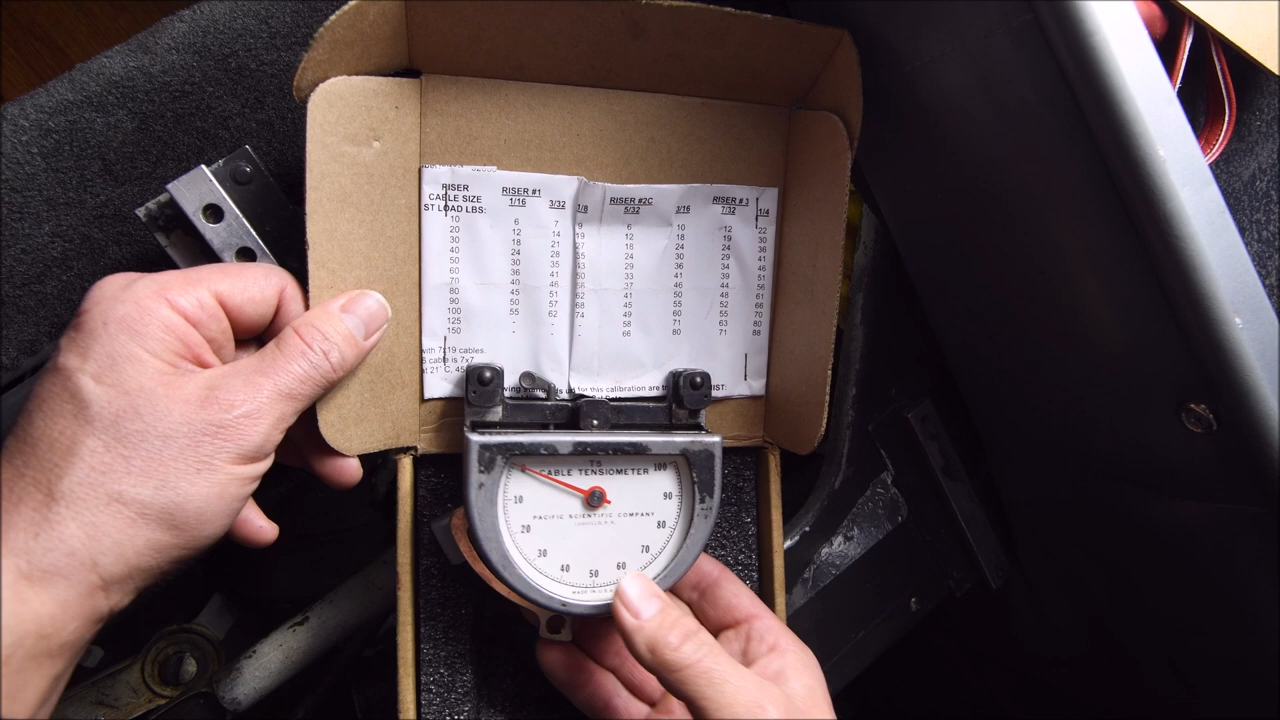 RISER RISER #1 RISER #2C RISER #3
CABLE SIZE 1/16 3/32 1/8 5/32 3/16 7/32 1/4
ST LOAD LBS:
10 6 7 9 6 10 12 22
20 12 14 19 12 18 19 30
30 18 21 27 18 24 24 36
40 24 28 35 24 30 29 41
50 30 35 43 29 36 34 46
60 36 41 50 33 41 39 51
70 40 46 56 37 46 44 56
80 45 51 62 41 50 48 61
90 50 57 68 45 55 52 66
100 55 62 74 49 60 55 70
125 - - - 58 71 63 80
150 - - - 66 80 71 88
with 7x19 cables.
cable is 7x7
at 21° C, 45
for this calibration are
T5
CABLE TENSIOMETER
0 10 20 30 40 50 60 70 80 90 100
PACIFIC SCIENTIFIC COMPANY
MADE IN U.S.A.